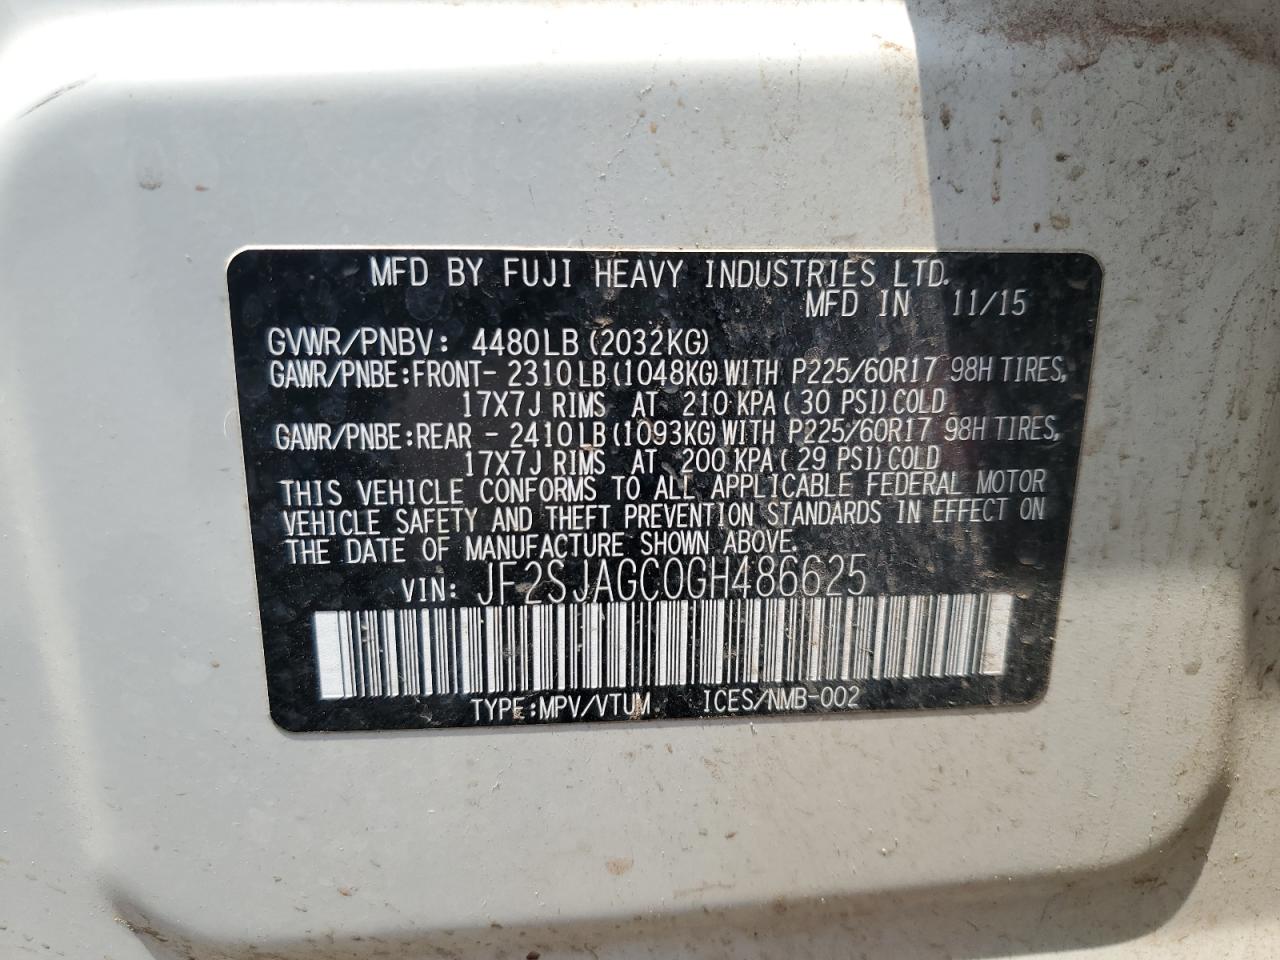 MFD BY FUJI HEAVY INDUSTRIES LTD.
MFD IN 11/15
GVWR/PNBV: 4480LB (2032KG)
GAWR/PNBE:FRONT- 2310LB(1048KG)WITH P225/60R17 98H TIRES,
17X7J RIMS AT 210 KPA( 30 PSI)COLD
GAWR/PNBE:REAR - 2410LB(1093KG)WITH P225/60R17 98H TIRES,
17X7J RIMS AT 200 KPA( 29 PSI)COLD
THIS VEHICLE CONFORMS TO ALL APPLICABLE FEDERAL MOTOR
VEHICLE SAFETY AND THEFT PREVENTION STANDARDS IN EFFECT ON
THE DATE OF MANUFACTURE SHOWN ABOVE.
VIN: JF2SJAGC0GH486625
TYPE:MPV/VTUM ICES/NMB-002